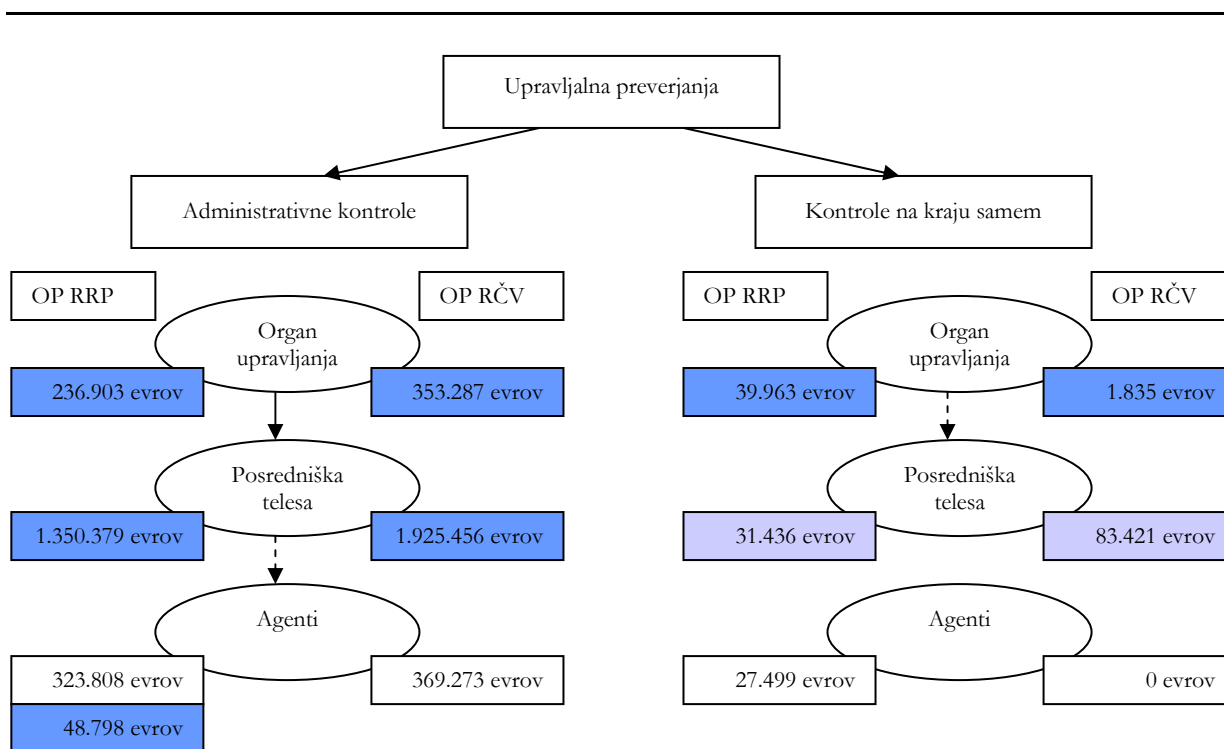 Upravljalna preverjanja
Administrativne kontrole
Kontrole na kraju samem
OP RRP
OP RČV
OP RRP
OP RČV
Organ
upravljanja
Organ
upravljanja
236.903 evrov
353.287 evrov
39.963 evrov
1.835 evrov
Posredniška
telesa
Posredniška
telesa
1.350.379 evrov
1.925.456 evrov
31.436 evrov
83.421 evrov
Agenti
Agenti
323.808 evrov
369.273 evrov
27.499 evrov
0 evrov
48.798 evrov